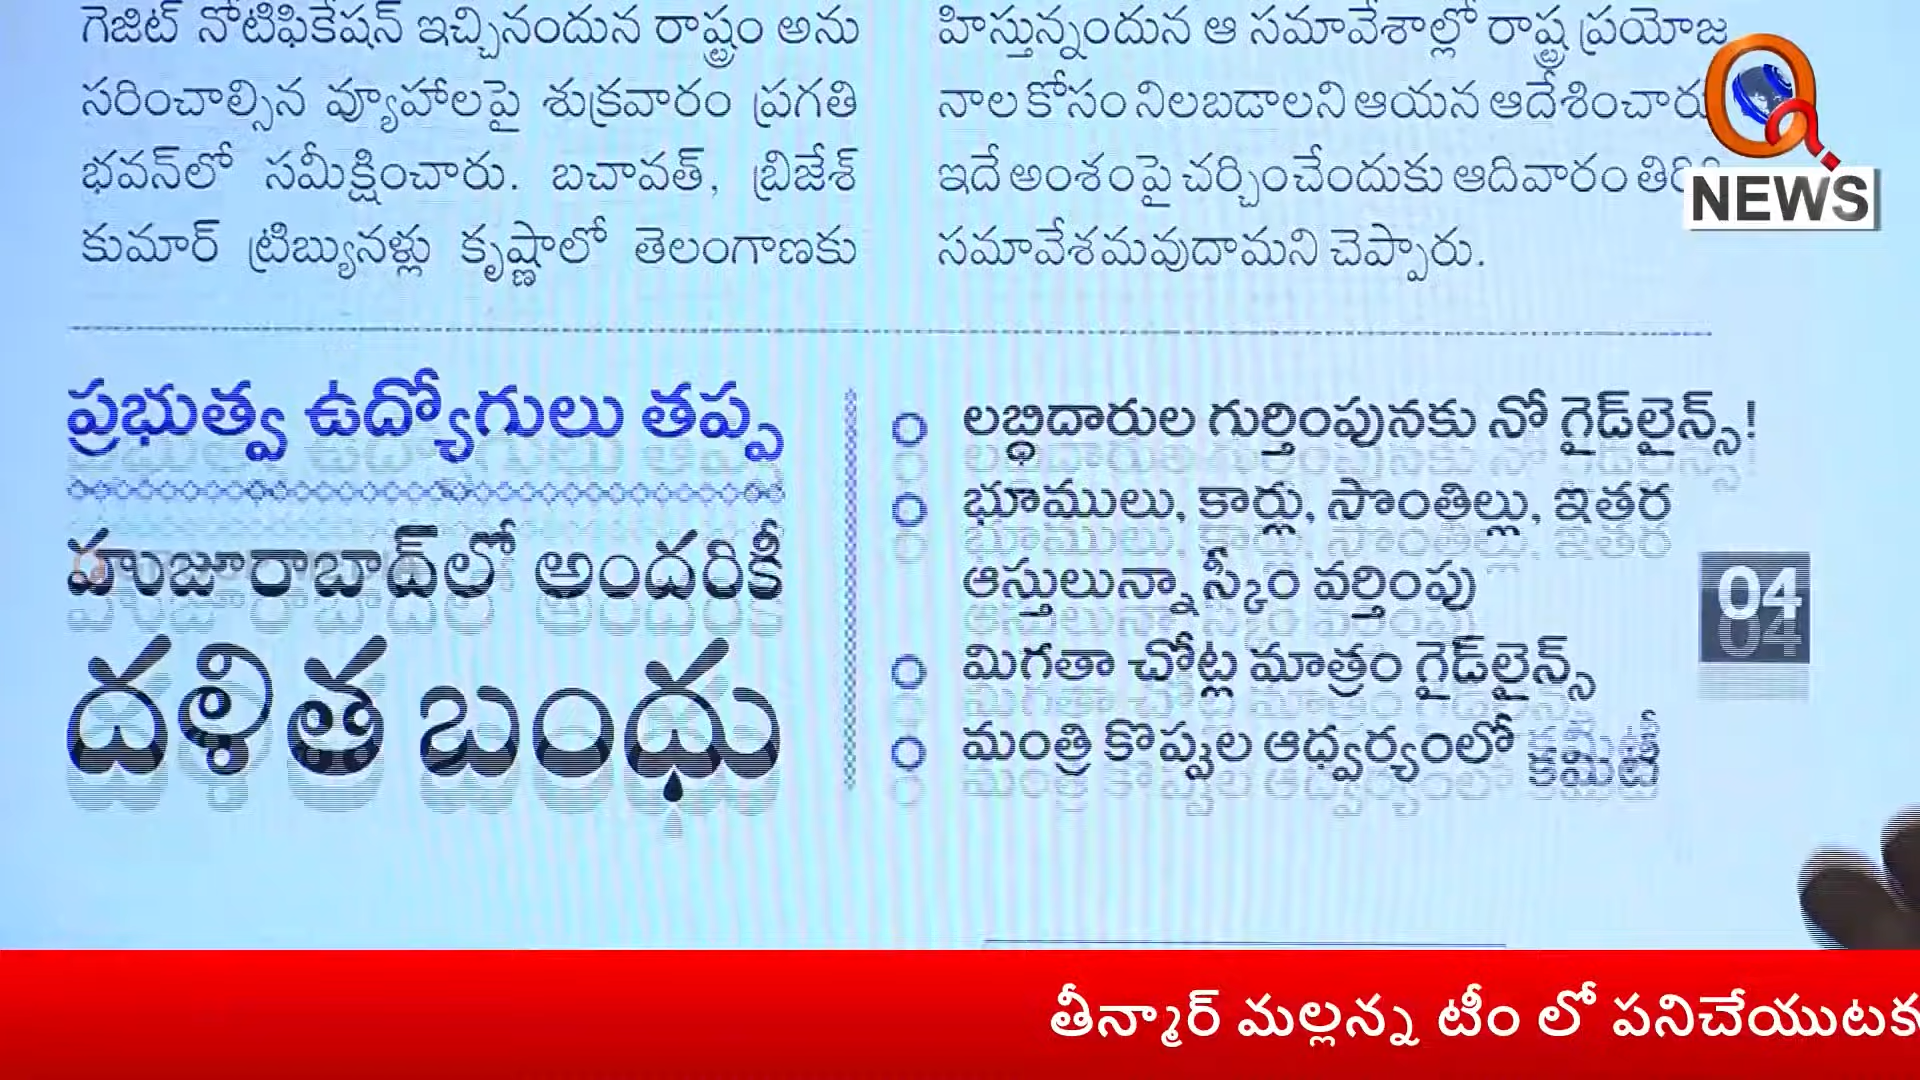 గెజిట్ నోటిఫికేషన్ ఇచ్చినందున రాష్ట్రం అను
సరించాల్సిన వ్యూహాలపై శుక్రవారం ప్రగతి
భవన్‌లో సమీక్షించారు. బచావత్, బ్రిజేశ్
కుమార్ ట్రిబ్యునళ్లు కృష్ణాలో తెలంగాణకు
హిస్తున్నందున ఆ సమావేశాల్లో రాష్ట్ర ప్రయోజ
నాల కోసం నిలబడాలని ఆయన ఆదేశించారు
ఇదే అంశంపై చర్చించేందుకు ఆదివారం
సమావేశమవుదామని చెప్పారు.
Q
NEWS
ప్రభుత్వ ఉద్యోగులు తప్ప
హుజూరాబాద్‌లో అందరికీ
దళిత బంధు
లబ్ధిదారుల గుర్తింపునకు నో గైడ్‌లైన్స్!
భూములు, కార్లు, సొంతిల్లు, ఇతర
ఆస్తులున్నా స్కీం వర్తింపు
మిగతా చోట్ల మాత్రం గైడ్‌లైన్స్
మంత్రి కొప్పుల ఆధ్వర్యంలో కమిటీ
04
తీన్మార్ మల్లన్న టీం లో పనిచేయుటక